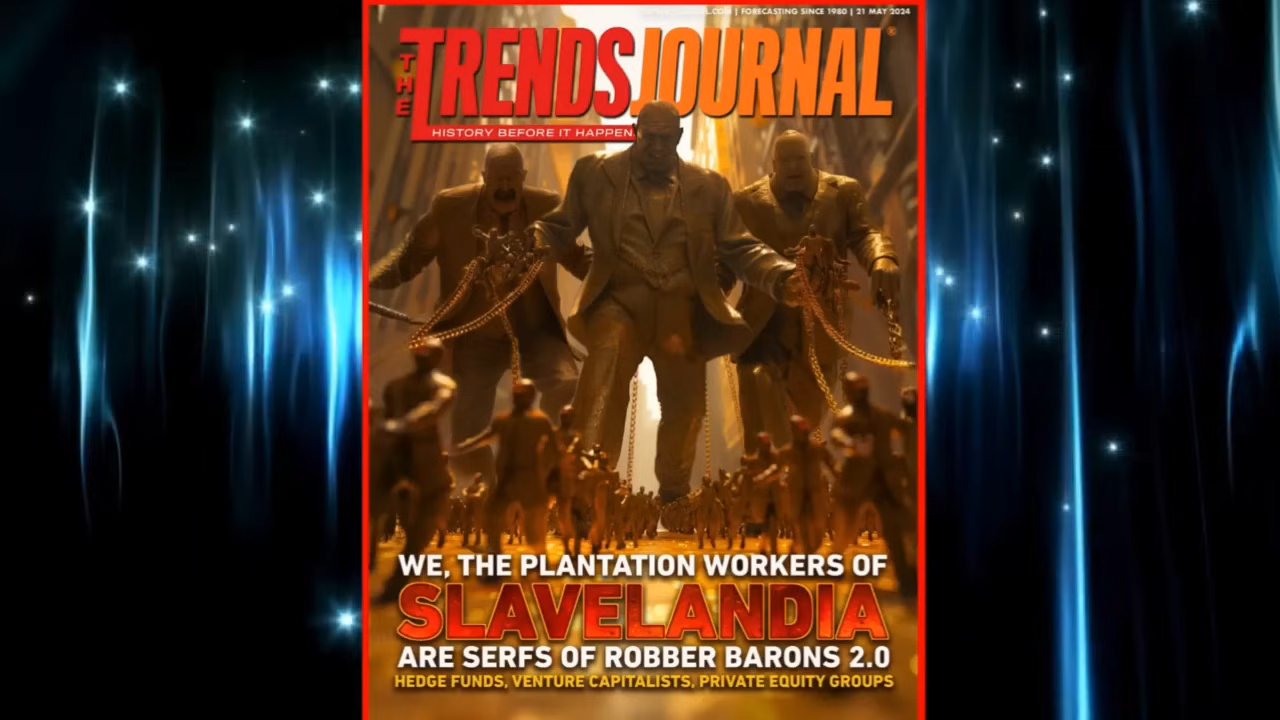 | FORECASTING SINCE 1980 | 21 MAY 2024
THE TRENDS JOURNAL®
HISTORY BEFORE IT HAPPEN
WE, THE PLANTATION WORKERS OF
SLAVELANDIA
ARE SERFS OF ROBBER BARONS 2.0
HEDGE FUNDS, VENTURE CAPITALISTS, PRIVATE EQUITY GROUPS